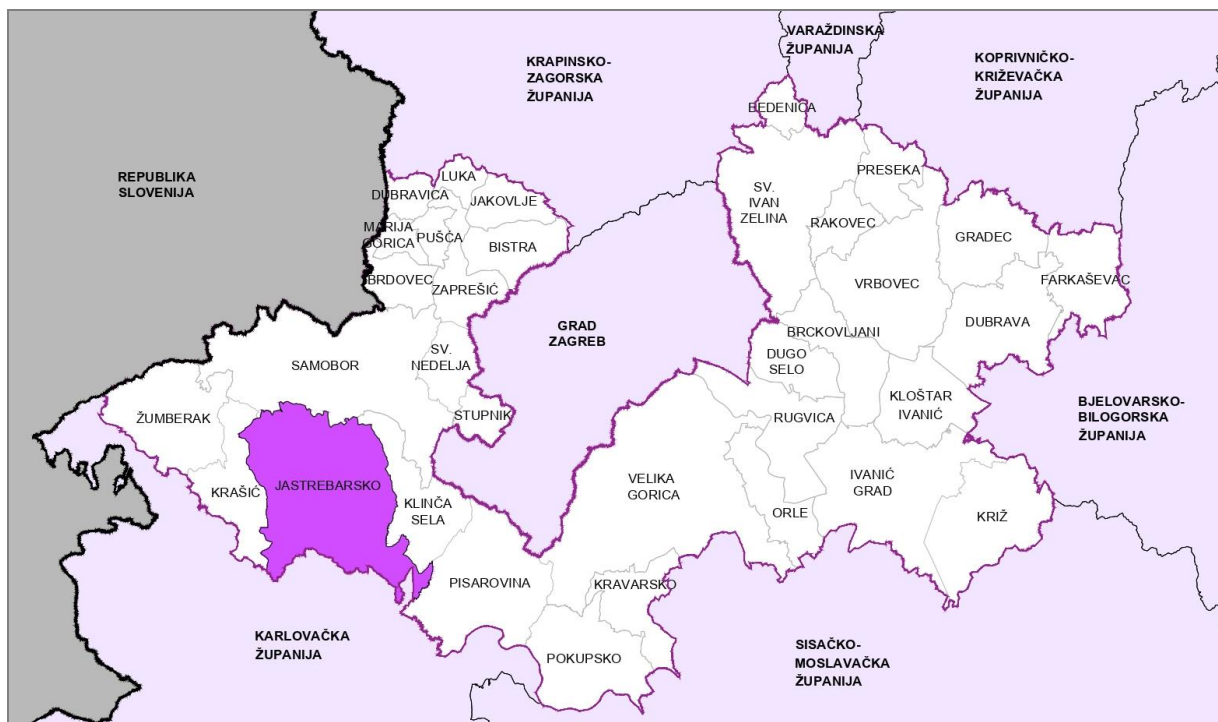 VARAŽDINSKA
ŽUPANIJA
KRAPINSKO-
ZAGORSKA
ŽUPANIJA
KOPRIVNIČKO-
KRIŽEVAČKA
ŽUPANIJA
BEDENICA
REPUBLIKA
SLOVENIJA
LUKA
DUBRAVICA
JAKOVLJE
PRESEKA
SV.
IVAN
ZELINA
RAKOVEC
MARIJA
GORICA
PUŠĆA
BISTRA
GRADEC
BRDOVEC
ZAPREŠIĆ
VRBOVEC
FARKAŠEVAC
GRAD
ZAGREB
BRCKOVLJANI
DUBRAVA
SAMOBOR
SV.
NEDELJA
DUGO
SELO
ŽUMBERAK
STUPNIK
RUGVICA
KLOŠTAR
IVANIĆ
BJELOVARSKO-
BILOGORSKA
ŽUPANIJA
KRAŠIĆ
JASTREBARSKO
KLINČA
SELA
VELIKA
GORICA
IVANIĆ
GRAD
ORLE
KRIŽ
PISAROVINA
KRAVARSKO
KARLOVAČKA
ŽUPANIJA
POKUPSKO
SISAČKO-
MOSLAVAČKA
ŽUPANIJA